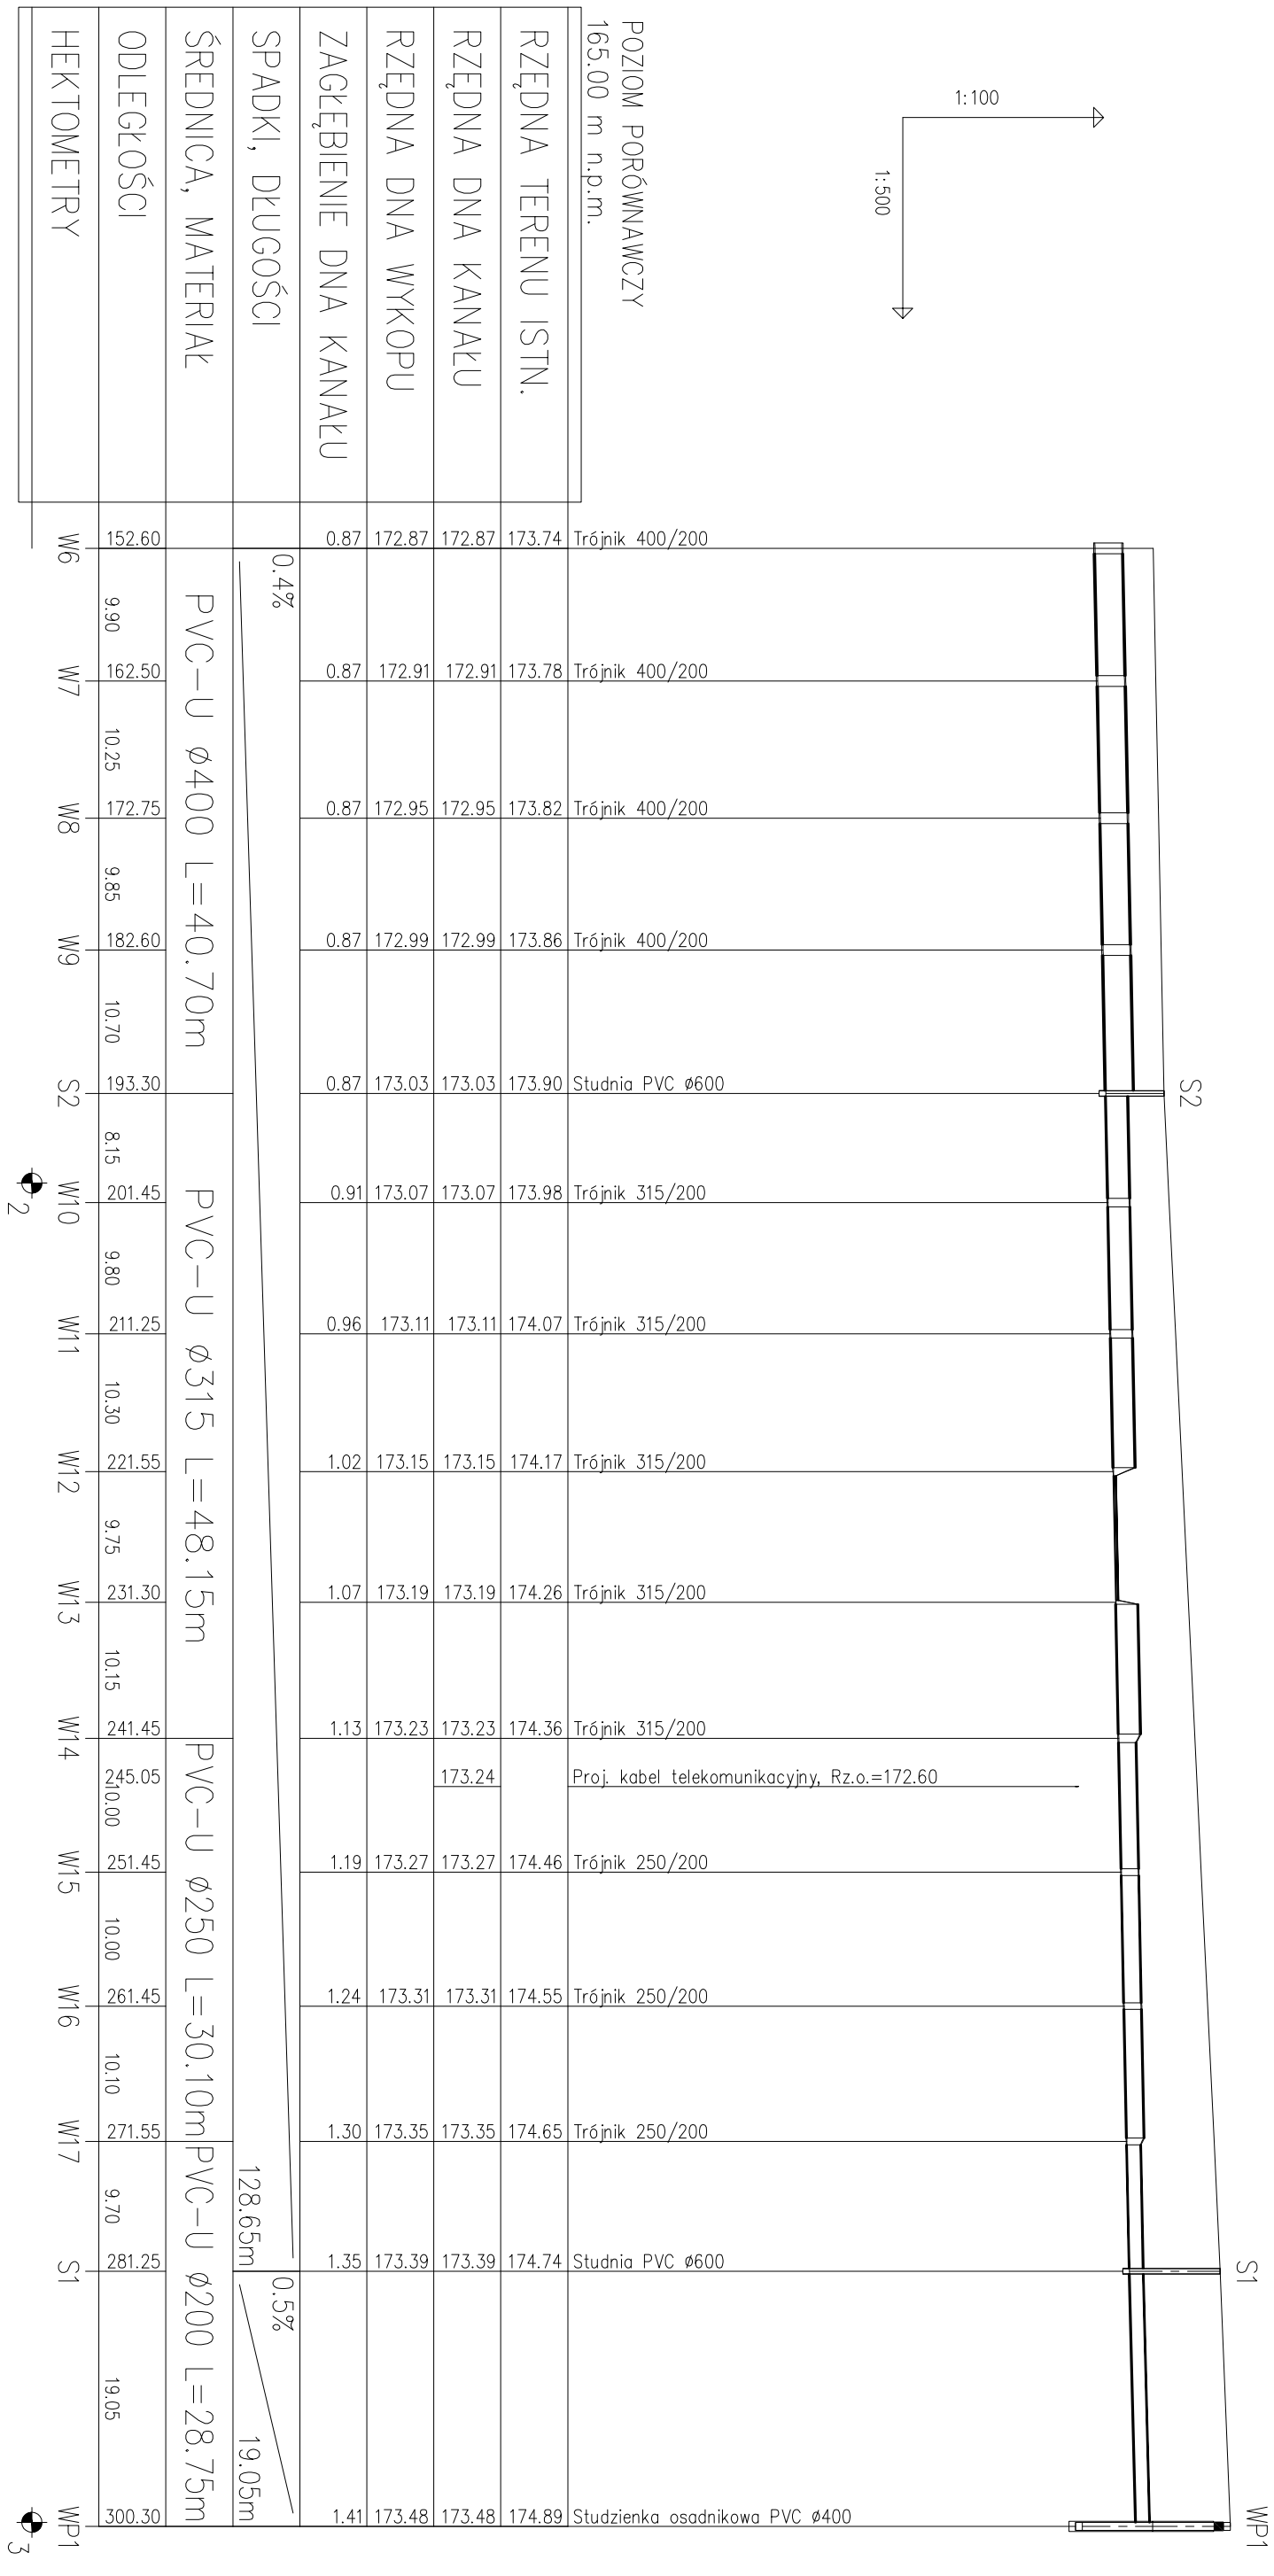 1:100
1:500
POZIOM PORÓWNAWCZY
165.00 m n.p.m.
RZĘDNA TERENU ISTN.
RZĘDNA DNA KANAŁU
RZĘDNA DNA WYKOPU
ZAGŁĘBIENIE DNA KANAŁU
SPADKI, DŁUGOŚCI
ŚREDNICA, MATERIAŁ
ODLEGŁOŚCI
HEKTOMETRY
S2 S1 WP1
Trójnik 400/200 Trójnik 400/200 Trójnik 400/200 Trójnik 400/200 Studnia PVC ø600 Trójnik 315/200 Trójnik 315/200 Trójnik 315/200 Trójnik 315/200 Trójnik 315/200 Proj. kabel telekomunikacyjny, Rz.o.=172.60 Trójnik 250/200 Trójnik 250/200 Trójnik 250/200 Studnia PVC ø600 Studzienka osadnikowa PVC ø400
173.74 173.78 173.82 173.86 173.90 173.98 174.07 174.17 174.26 174.36 174.46 174.55 174.65 174.74 174.89
172.87 172.91 172.95 172.99 173.03 173.07 173.11 173.15 173.19 173.23 173.24 173.27 173.31 173.35 173.39 173.48
172.87 172.91 172.95 172.99 173.03 173.07 173.11 173.15 173.19 173.23 173.27 173.31 173.35 173.39 173.48
0.87 0.87 0.87 0.87 0.87 0.91 0.96 1.02 1.07 1.13 1.19 1.24 1.30 1.35 1.41
0.4% 128.65m 0.5% 19.05m
PVC-U ø400 L=40.70m PVC-U ø315 L=48.15m PVC-U ø250 L=30.10m PVC-U ø200 L=28.75m
152.60 162.50 172.75 182.60 193.30 201.45 211.25 221.55 231.30 241.45 245.05 251.45 261.45 271.55 281.25 300.30
9.90 10.25 9.85 10.70 8.15 9.80 10.30 9.75 10.15 10.00 10.00 10.10 9.70 19.05
W6 W7 W8 W9 S2 W10 W11 W12 W13 W14 W15 W16 W17 S1 WP1
2 3